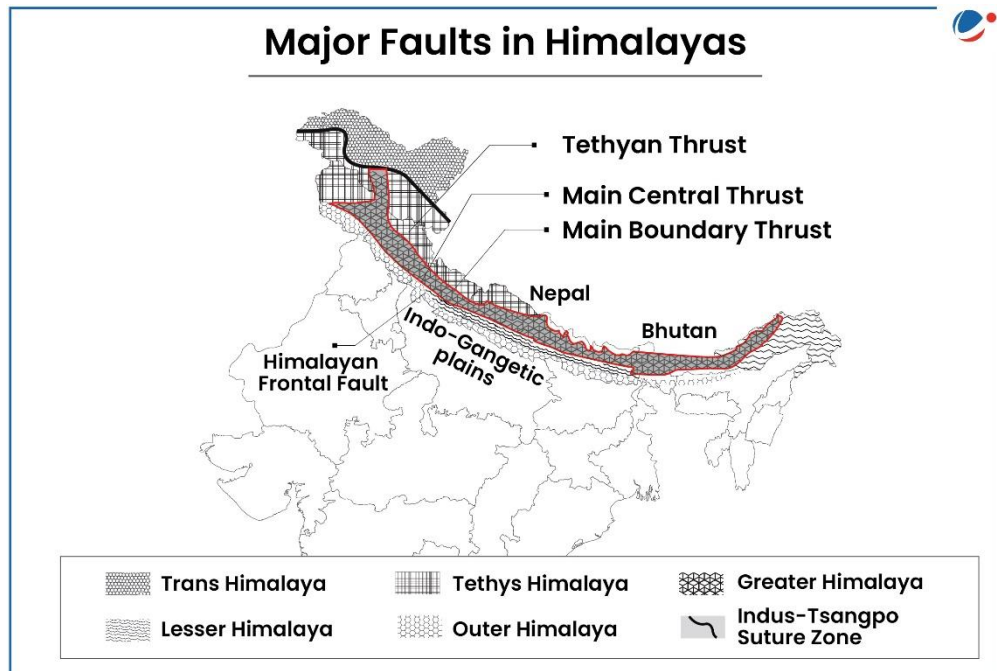 Major Faults in Himalayas
Tethyan Thrust
Main Central Thrust
Main Boundary Thrust
Nepal
Bhutan
Indo-Gangetic
plains
Himalayan
Frontal Fault
Trans Himalaya
Tethys Himalaya
Greater Himalaya
Lesser Himalaya
Outer Himalaya
Indus-Tsangpo
Suture Zone